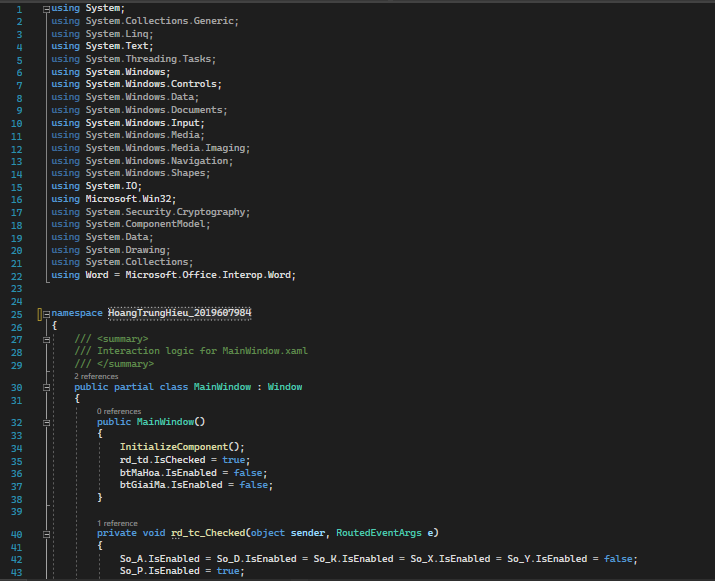 1 using System;
2 using System.Collections.Generic;
3 using System.Linq;
4 using System.Text;
5 using System.Threading.Tasks;
6 using System.Windows;
7 using System.Windows.Controls;
8 using System.Windows.Data;
9 using System.Windows.Documents;
10 using System.Windows.Input;
11 using System.Windows.Media;
12 using System.Windows.Media.Imaging;
13 using System.Windows.Navigation;
14 using System.Windows.Shapes;
15 using System.IO;
16 using Microsoft.Win32;
17 using System.Security.Cryptography;
18 using System.ComponentModel;
19 using System.Data;
20 using System.Drawing;
21 using System.Collections;
22 using Word = Microsoft.Office.Interop.Word;
23
24
25 namespace HoangTrungHieu_2019607984
26 {
27 /// <summary>
28 /// Interaction logic for MainWindow.xaml
29 /// </summary>
2 references
30 public partial class MainWindow : Window
31 {
0 references
32 public MainWindow()
33 {
34 InitializeComponent();
35 rd_td.IsChecked = true;
36 btMaHoa.IsEnabled = false;
37 btGiaiMa.IsEnabled = false;
38 }
39
1 reference
40 private void rd_tc_Checked(object sender, RoutedEventArgs e)
41 {
42 So_A.IsEnabled = So_D.IsEnabled = So_K.IsEnabled = So_X.IsEnabled = So_Y.IsEnabled = false;
43 So_P.IsEnabled = true;